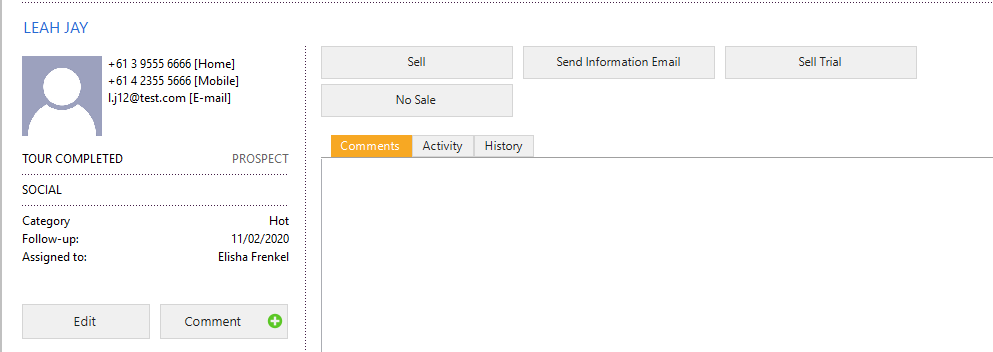 LEAH JAY
+61 3 9555 6666 [Home]
+61 4 2355 5666 [Mobile]
l.j12@test.com [E-mail]
TOUR COMPLETED PROSPECT
SOCIAL
Category Hot
Follow-up: 11/02/2020
Assigned to: Elisha Frenkel
Edit Comment
Sell Send Information Email Sell Trial
No Sale
Comments Activity History